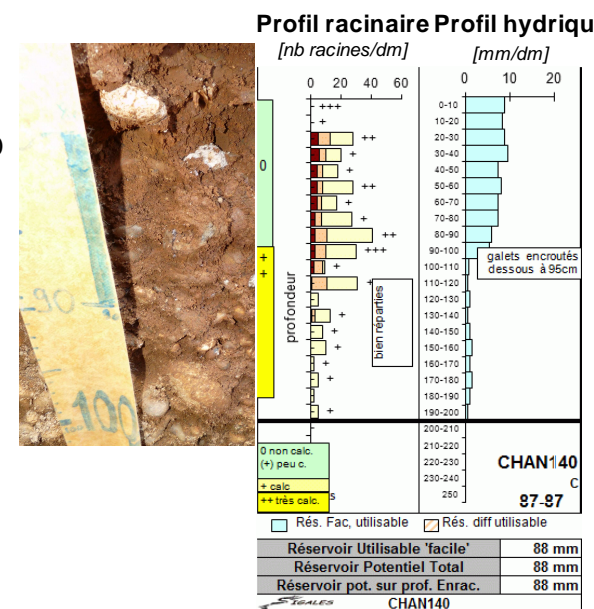 Profil racinaire Profil hydriqu
[nb racines/dm] [mm/dm]
0 20 40 60
0 10 20
+++
+
++
+
+
++
+
+
++
+++
+
+
+
+
+
+
+
+
0
+
+
profondeur
bien réparties
0-10
10-20
20-30
30-40
40-50
50-60
60-70
70-80
80-90
90-100
100-110
110-120
120-130
130-140
140-150
150-160
160-170
170-180
180-190
190-200
200-210
210-220
220-230
230-240
250
galets encroutés
dessous à 95cm
90
100
0 non calc.
(+) peu c.
+ calc
++ très calc.
s
CHAN140
C
87-87
Rés. Fac, utilisable Rés. diff utilisable
Réservoir Utilisable 'facile' 88 mm
Réservoir Potentiel Total 88 mm
Réservoir pot. sur prof. Enrac. 88 mm
SIGALES CHAN140